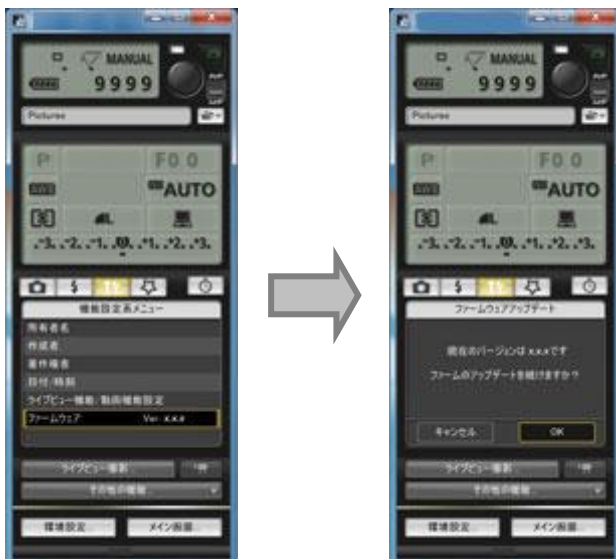 MANUAL
9999
Pictures
P
F0.0
AWB
AUTO
L
-3. .-2. .-1. .0. .+1. .+2. .+3.
機能設定系メニュー
所有者名
作成者
著作権者
日付/時刻
ライブビュー機能/動画機能設定
ファームウェア Ver. x.x.x
ライブビュー撮影...
その他の機能...
環境設定...
メイン画面...
MANUAL
9999
Pictures
P
F0.0
AWB
AUTO
L
-3. .-2. .-1. .0. .+1. .+2. .+3.
ファームウェアアップデート
現在のバージョンは x.x.xです
ファームのアップデートを続けますか?
キャンセル
OK
ライブビュー撮影...
その他の機能...
環境設定...
メイン画面...